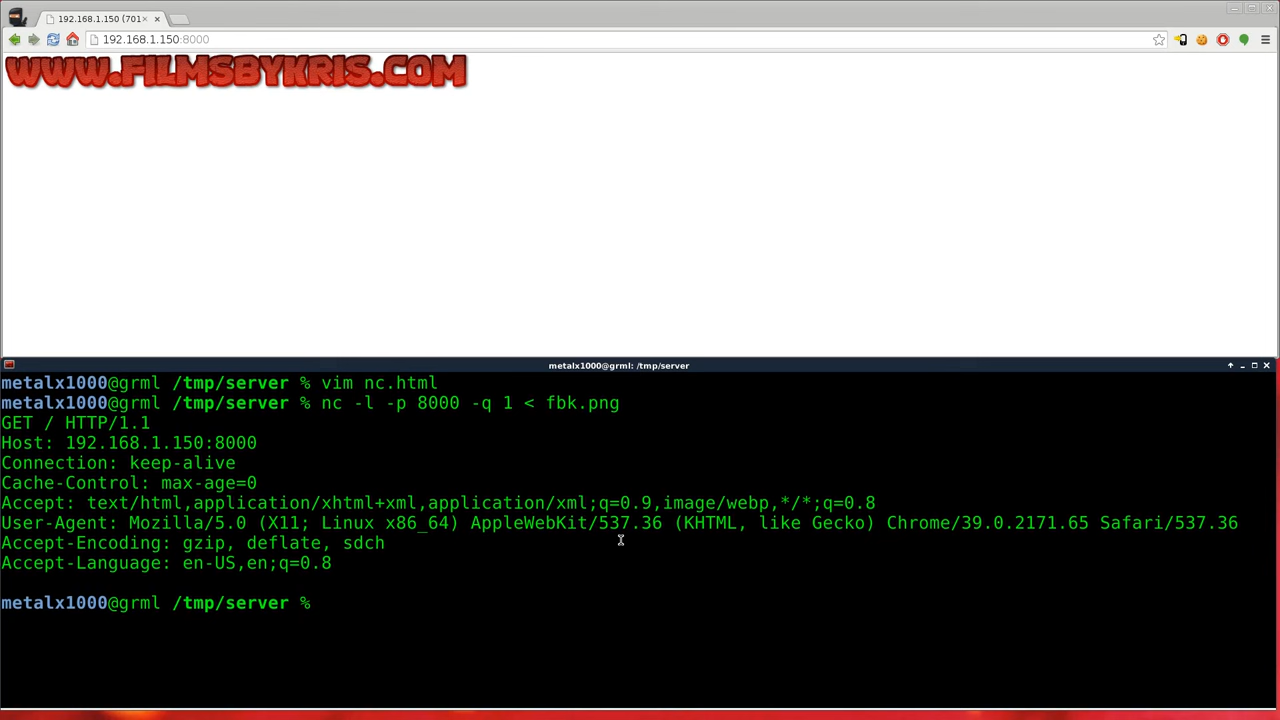 192.168.1.150 (701×
192.168.1.150:8000
WWW.FILMSBYKRIS.COM
metalx1000@grml: /tmp/server
metalx1000@grml /tmp/server % vim nc.html
metalx1000@grml /tmp/server % nc -l -p 8000 -q 1 < fbk.png
GET / HTTP/1.1
Host: 192.168.1.150:8000
Connection: keep-alive
Cache-Control: max-age=0
Accept: text/html,application/xhtml+xml,application/xml;q=0.9,image/webp,*/*;q=0.8
User-Agent: Mozilla/5.0 (X11; Linux x86_64) AppleWebKit/537.36 (KHTML, like Gecko) Chrome/39.0.2171.65 Safari/537.36
Accept-Encoding: gzip, deflate, sdch
Accept-Language: en-US,en;q=0.8
metalx1000@grml /tmp/server %